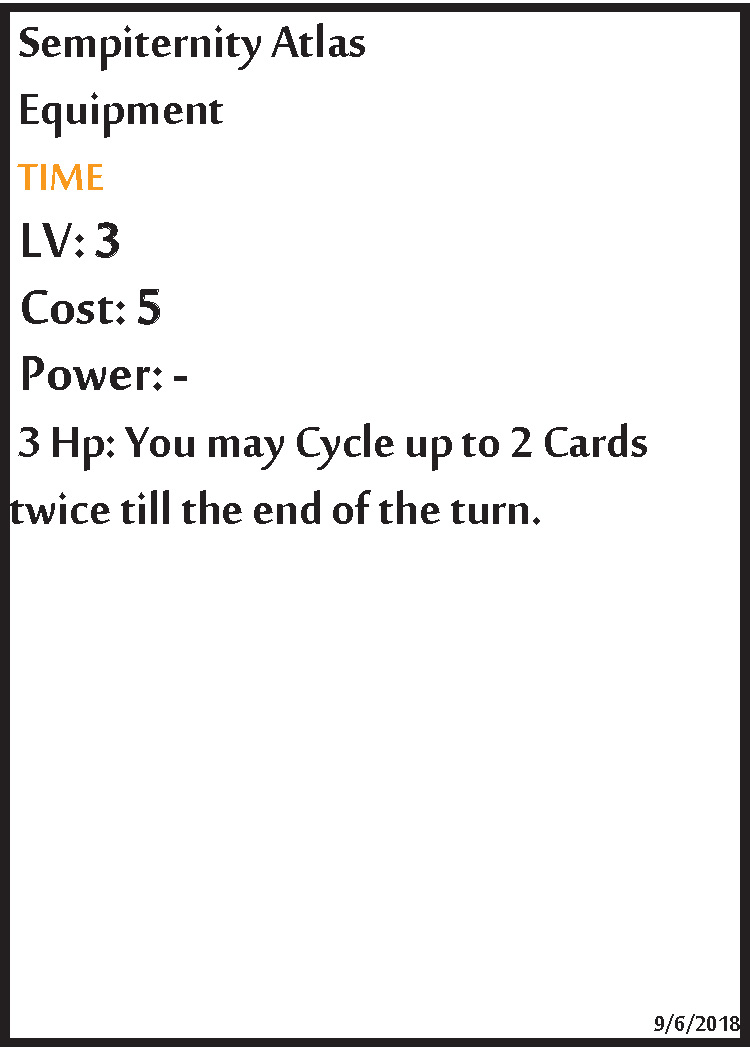 Sempiternity Atlas
Equipment
TIME
LV: 3
Cost: 5
Power: -
3 Hp: You may Cycle up to 2 Cards
twice till the end of the turn.
9/6/2018